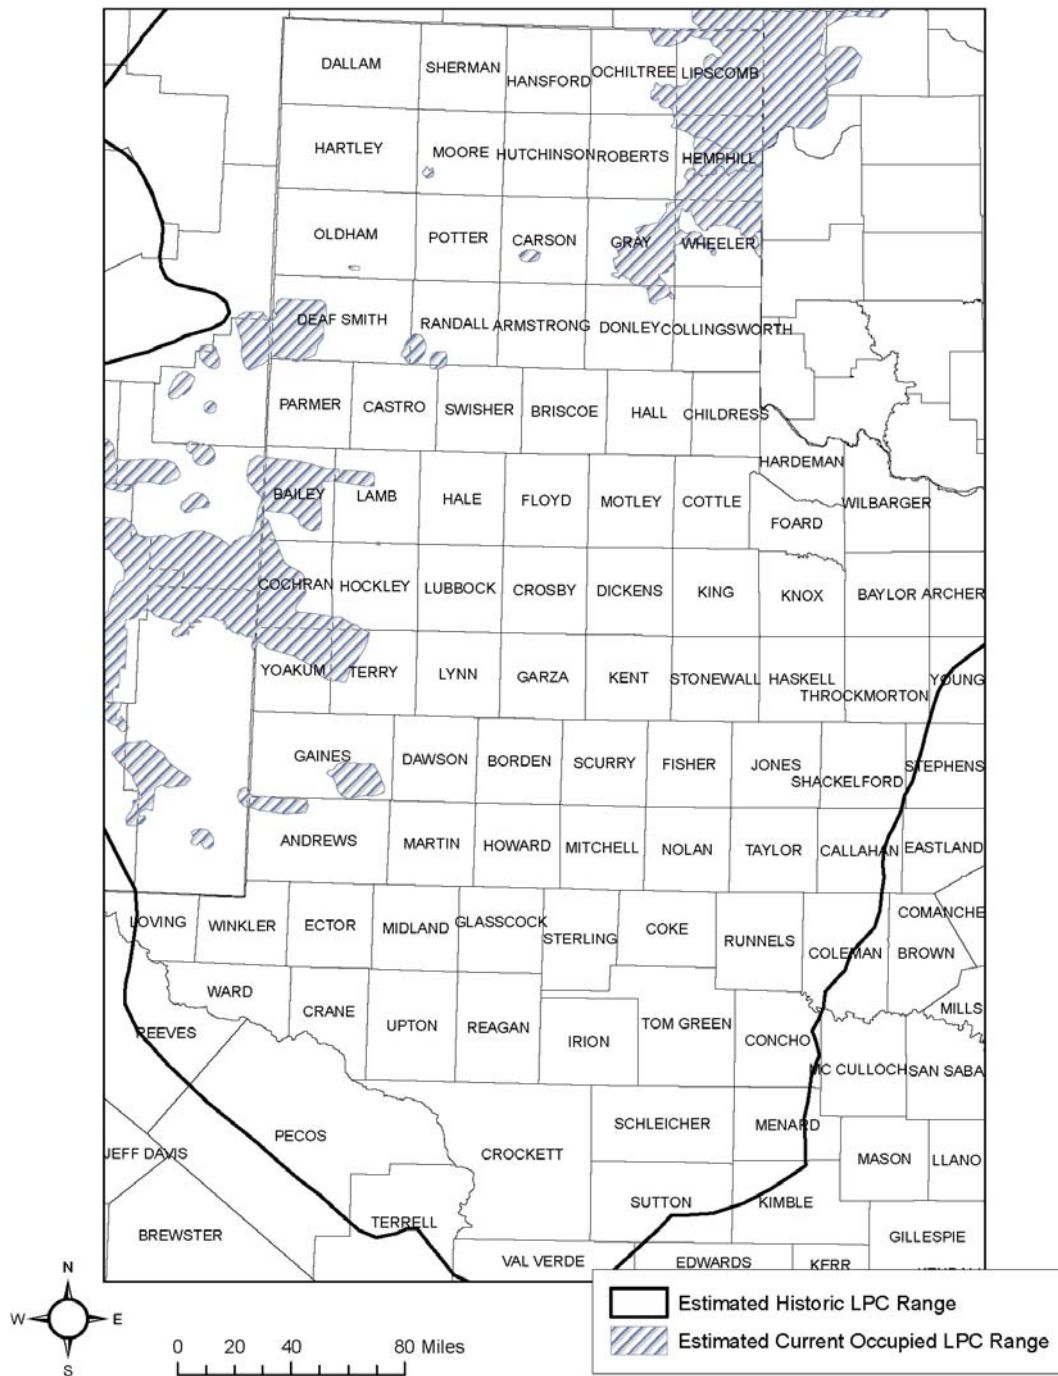 DALLAM SHERMAN HANSFORD OCHILTREE LIPSCOMB
HARTLEY MOORE HUTCHINSON ROBERTS HEMPHILL
OLDHAM POTTER CARSON GRAY WHEELER
DEAF SMITH RANDALL ARMSTRONG DONLEY COLLINGSWORTH
PARMER CASTRO SWISHER BRISCOE HALL CHILDRESS
HARDEMAN
BAILEY LAMB HALE FLOYD MOTLEY COTTLE WILBARGER
FOARD
COCHRAN HOCKLEY LUBBOCK CROSBY DICKENS KING KNOX BAYLOR ARCHER
YOAKUM TERRY LYNN GARZA KENT STONEWALL HASKELL YOUNG
THROCKMORTON
GAINES DAWSON BORDEN SCURRY FISHER JONES STEPHENS
SHACKELFORD
ANDREWS MARTIN HOWARD MITCHELL NOLAN TAYLOR CALLAHAN EASTLAND
COMANCHE
LOVING WINKLER ECTOR MIDLAND GLASSCOCK STERLING COKE RUNNELS COLEMAN BROWN
WARD CRANE UPTON REAGAN IRION TOM GREEN CONCHO MILLS
REEVES
MC CULLOCH SAN SABA
JEFF DAVIS PECOS CROCKETT SCHLEICHER MENARD MASON LLANO
BREWSTER TERRELL SUTTON KIMBLE GILLESPIE
VAL VERDE EDWARDS KERR
Estimated Historic LPC Range
Estimated Current Occupied LPC Range
N
W E
S
0 20 40 80 Miles